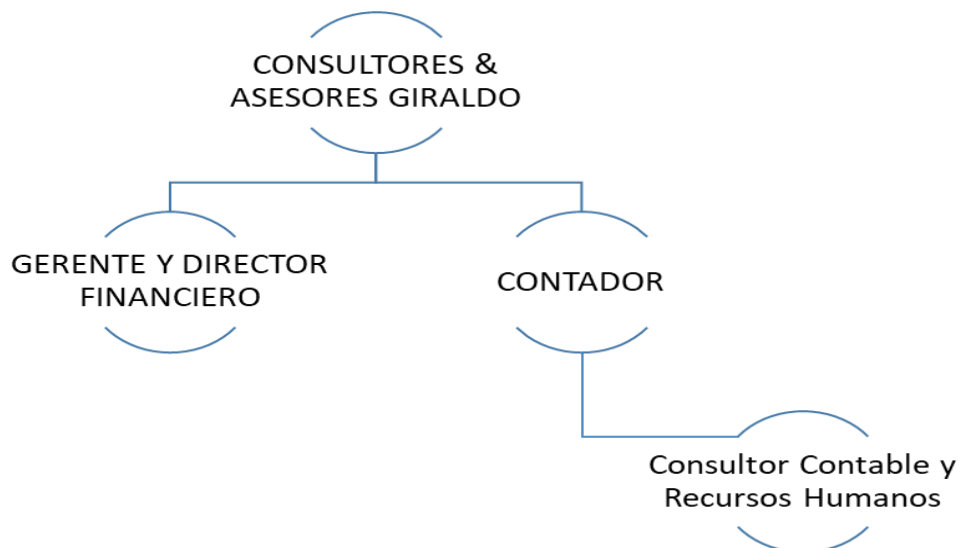 CONSULTORES &
ASESORES GIRALDO
GERENTE Y DIRECTOR
FINANCIERO
CONTADOR
Consultor Contable y
Recursos Humanos